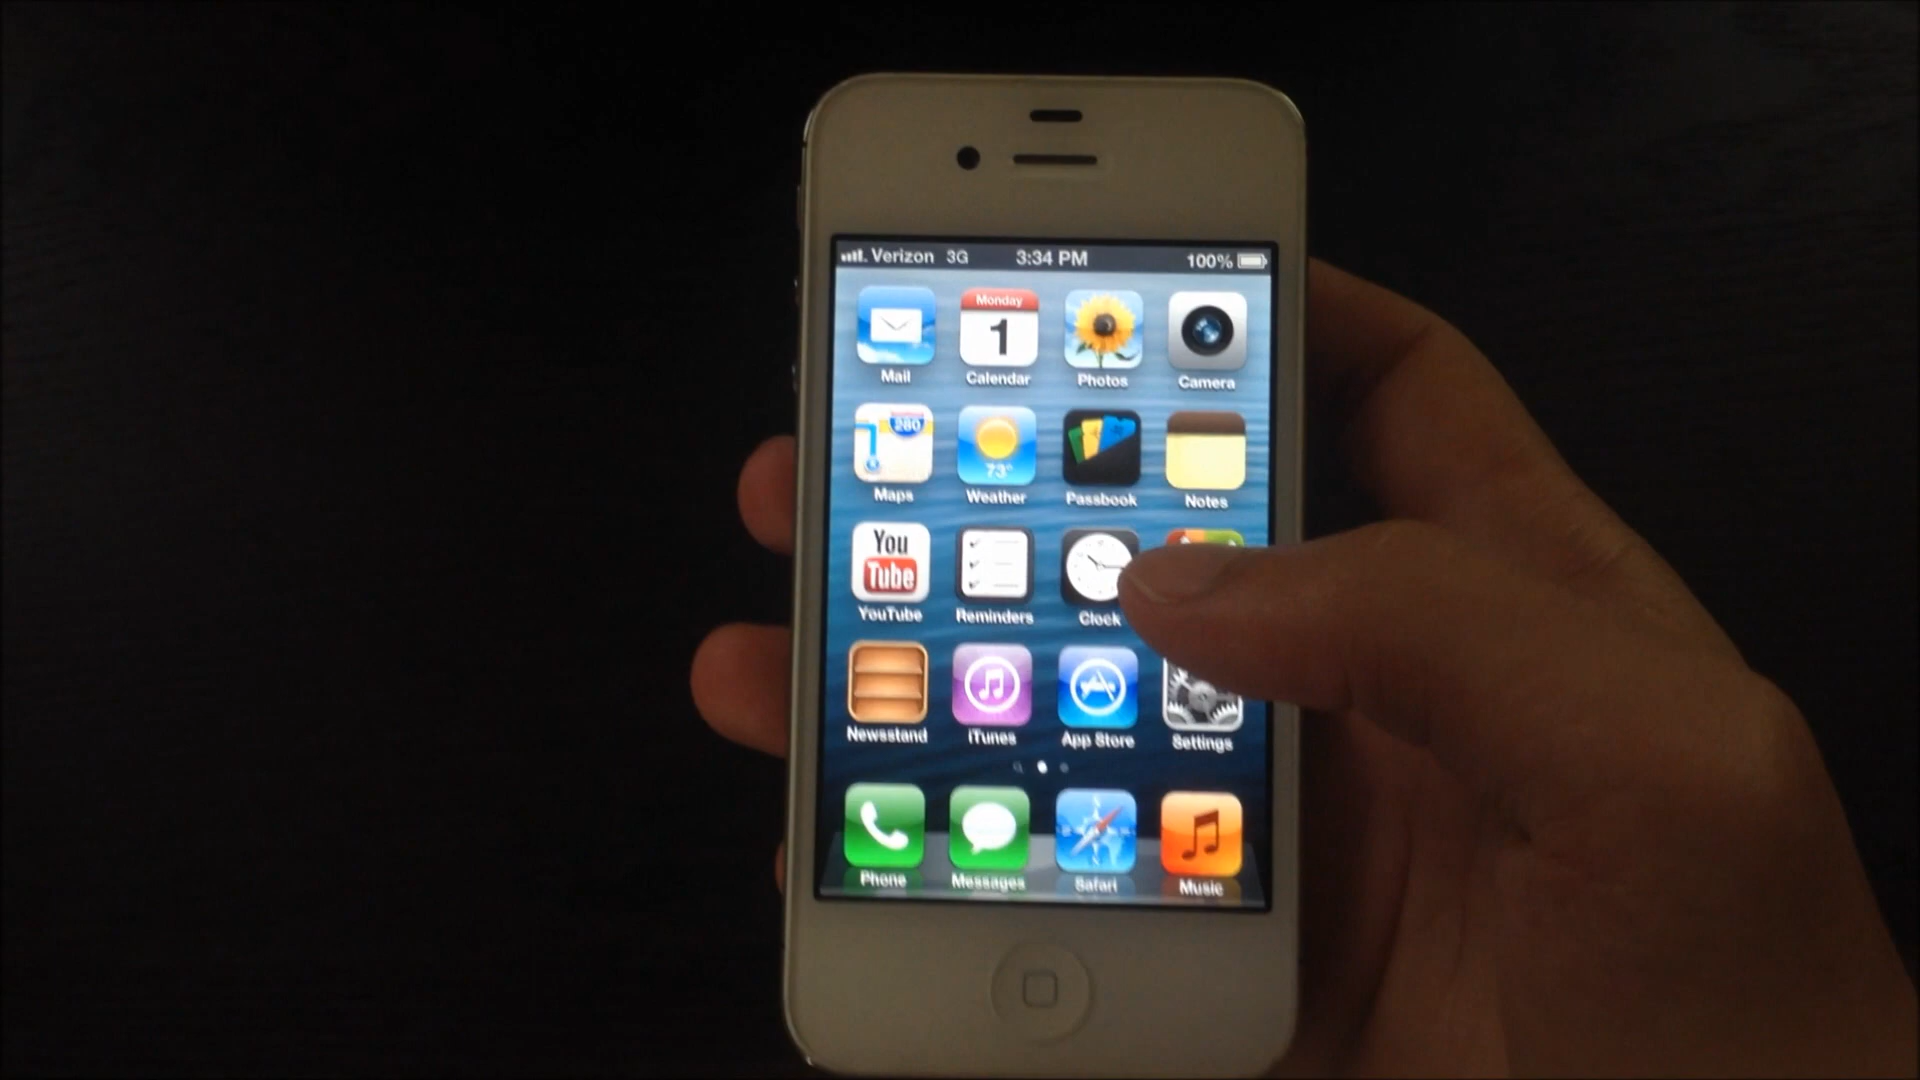 Verizon 3G 3:34 PM 100%
Monday
1
Mail Calendar Photos Camera
280
73°
Maps Weather Passbook Notes
You
Tube
YouTube Reminders Clock
Newsstand iTunes App Store Settings
Phone Messages Safari Music